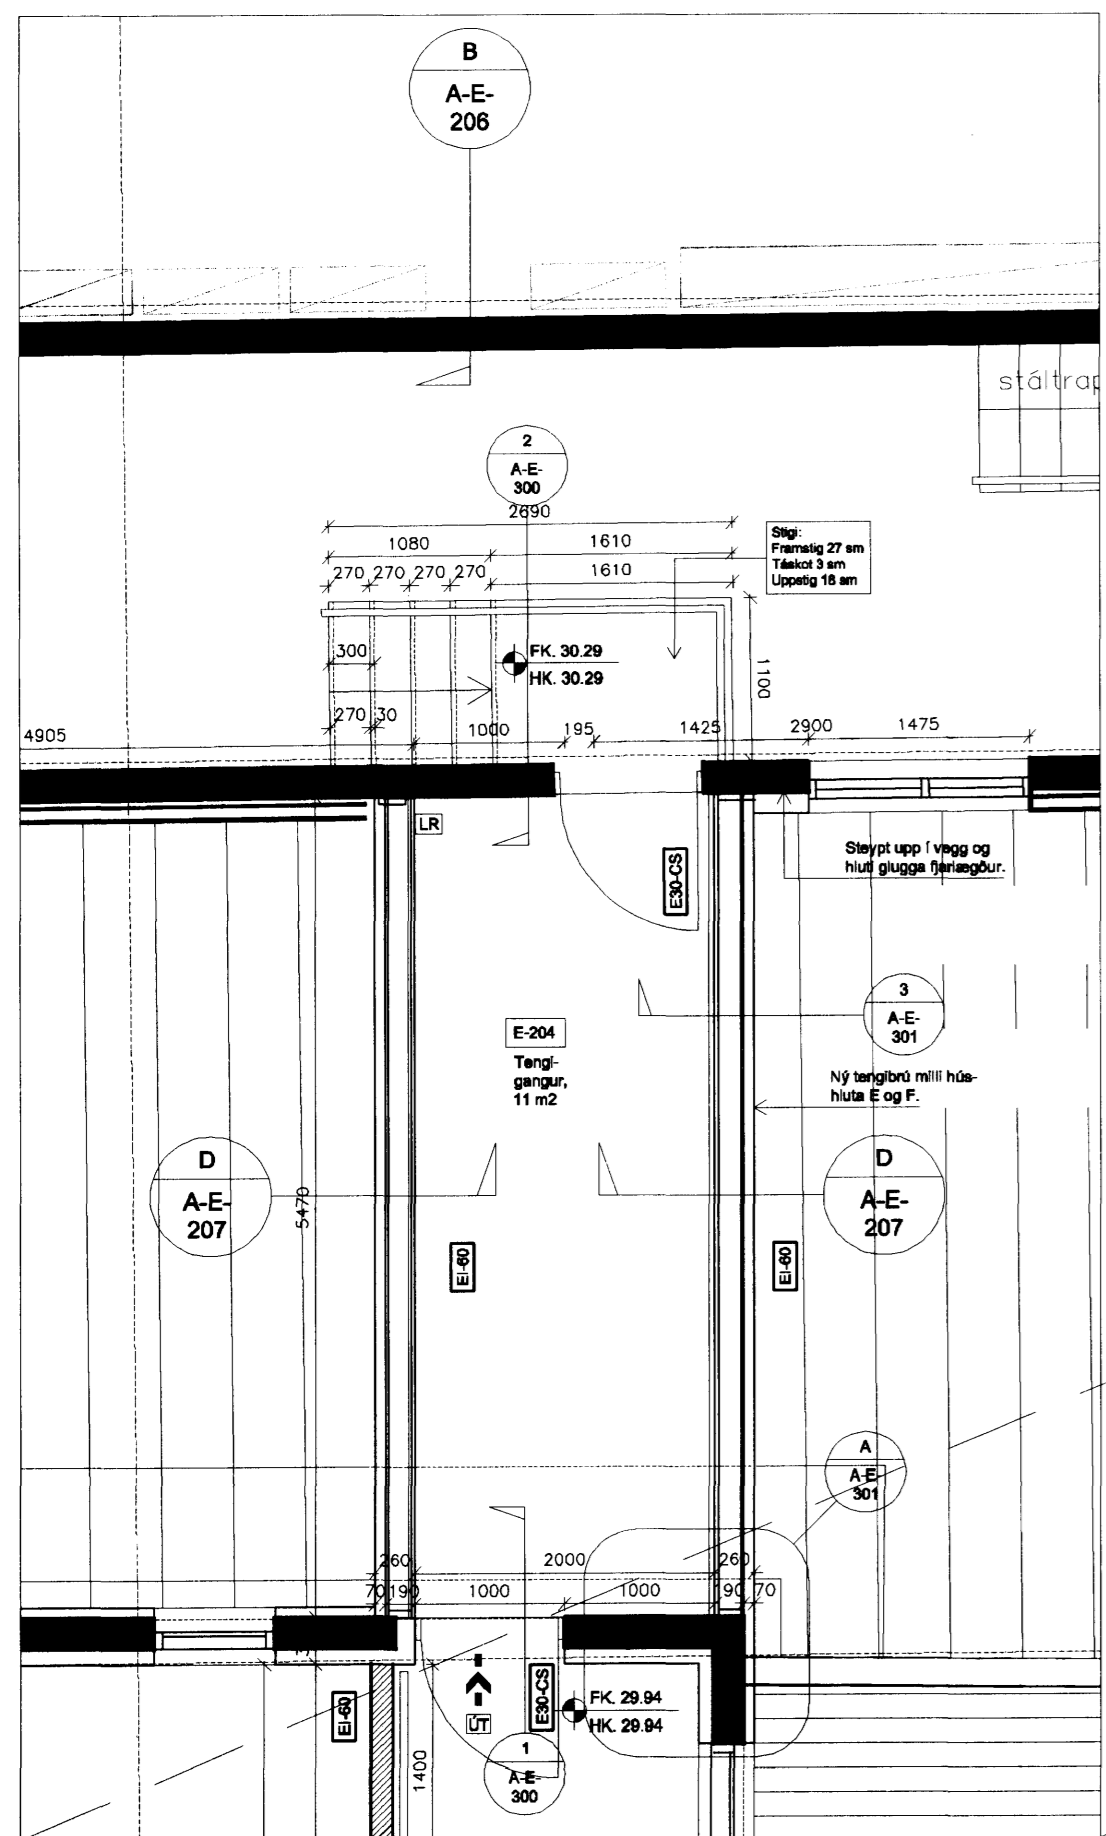 B
A-E-
206
stáltrap
2
A-E-
300
2690
1080
1610
270 270 270 270
1610
Stigi:
Framstig 27 sm
Táskot 3 sm
Uppstig 18 sm
300
FK. 30.29
HK. 30.29
1100
270 30
4905
1000
195
1425
2900
1475
LR
E30-CS
Steypt upp í vegg og
hluti glugga fjarlægður.
3
A-E-
301
E-204
Tengi-
gangur,
11 m2
Ný tengibrú milli hús-
hluta E og F.
D
A-E-
207
5470
D
A-E-
207
EI-60
EI-60
A
A-E-
301
260
2000
260
70 190
1000
1000
190 70
EI-60
ÚT
E30-CS
FK. 29.94
HK. 29.94
1400
1
A-E-
300